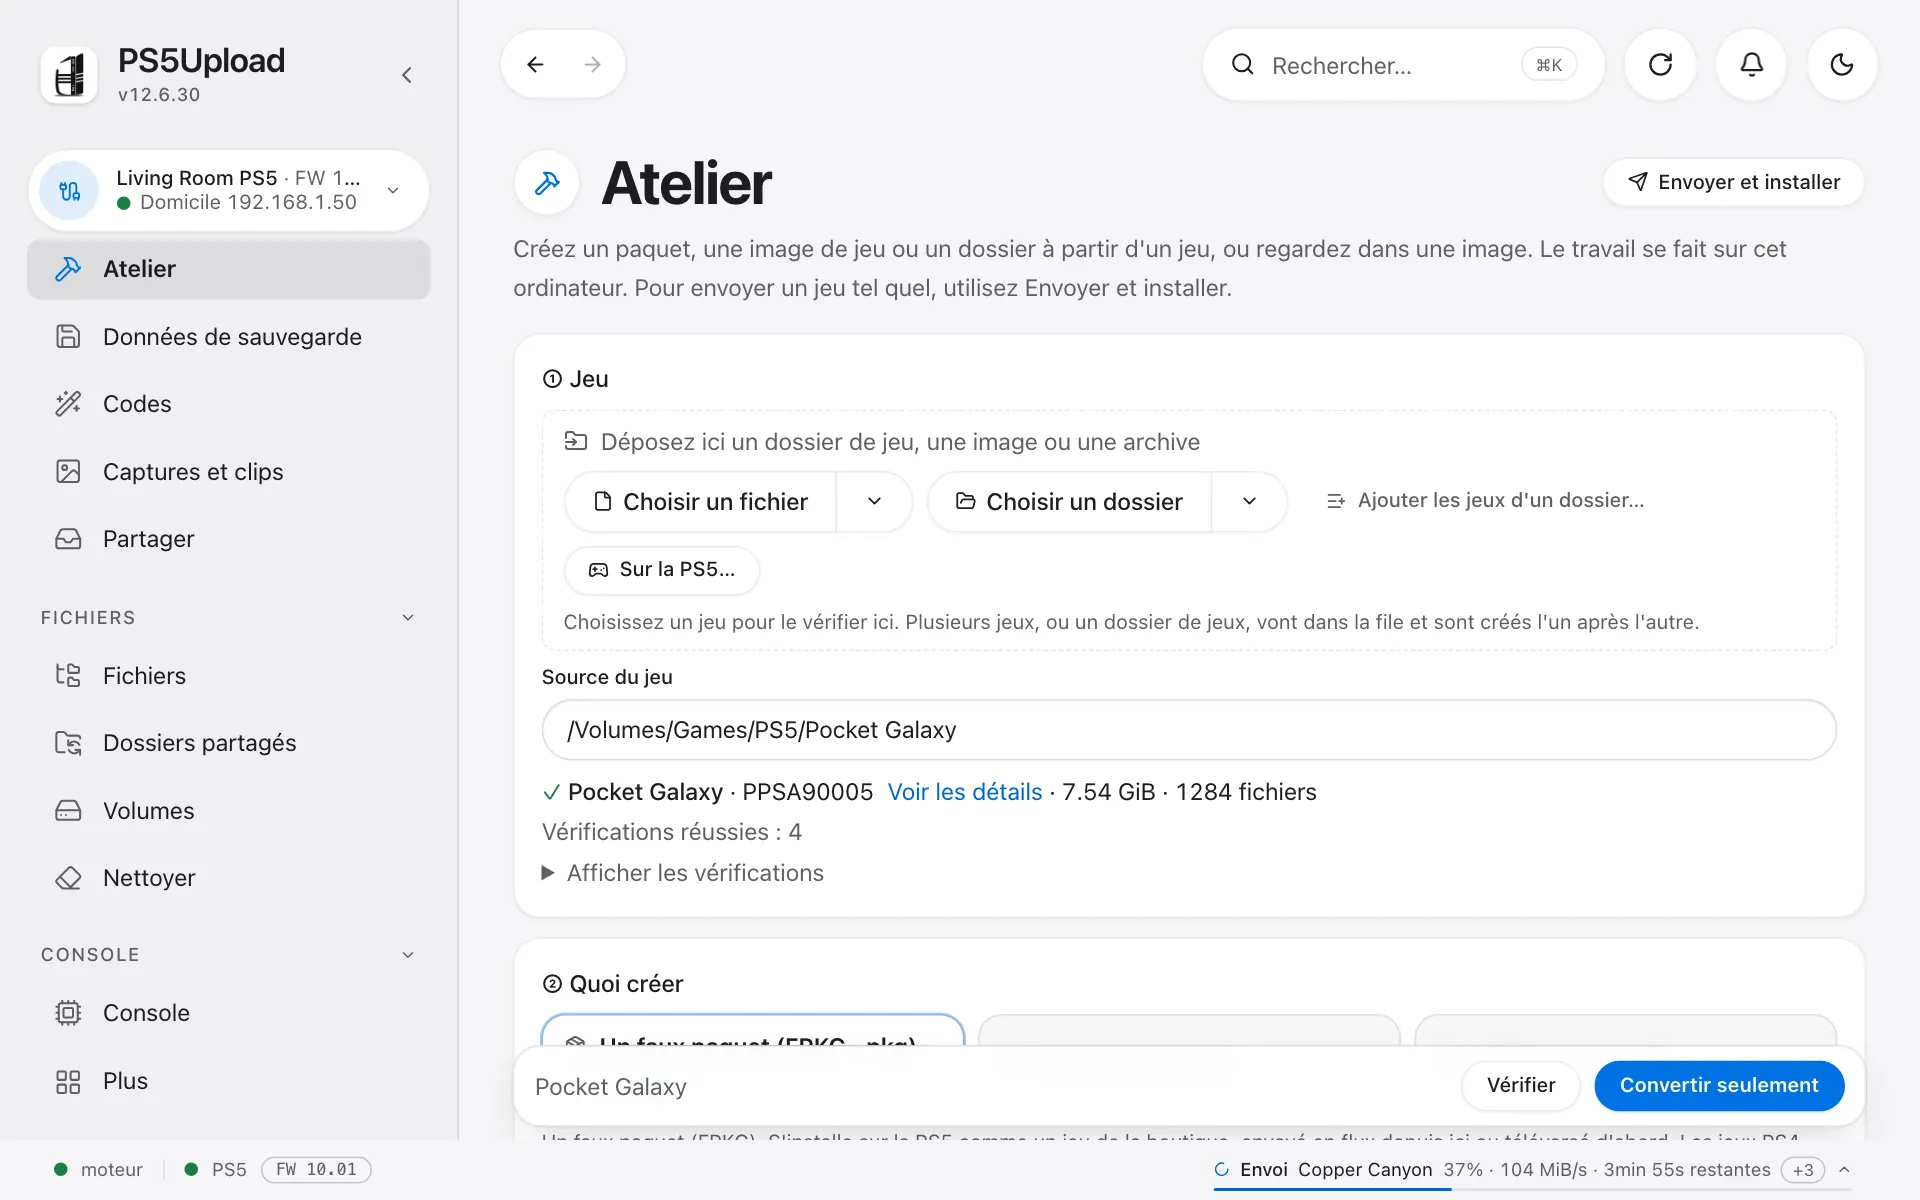 PS5Upload
v12.6.30
Living Room PS5 · FW 1...
Domicile 192.168.1.50
Atelier
Données de sauvegarde
Codes
Captures et clips
Partager
FICHIERS
Fichiers
Dossiers partagés
Volumes
Nettoyer
CONSOLE
Console
Plus
Rechercher...
⌘K
Atelier
Envoyer et installer
Créez un paquet, une image de jeu ou un dossier à partir d'un jeu, ou regardez dans une image. Le travail se fait sur cet
ordinateur. Pour envoyer un jeu tel quel, utilisez Envoyer et installer.
① Jeu
Déposez ici un dossier de jeu, une image ou une archive
Choisir un fichier
Choisir un dossier
Ajouter les jeux d'un dossier...
Sur la PS5...
Choisissez un jeu pour le vérifier ici. Plusieurs jeux, ou un dossier de jeux, vont dans la file et sont créés l'un après l'autre.
Source du jeu
/Volumes/Games/PS5/Pocket Galaxy
Pocket Galaxy · PPSA90005 Voir les détails · 7.54 GiB · 1284 fichiers
Vérifications réussies : 4
Afficher les vérifications
② Quoi créer
Un faux paquet (FPKG, .pkg)
Pocket Galaxy
Vérifier
Convertir seulement
moteur
PS5
FW 10.01
Envoi Copper Canyon 37% · 104 MiB/s · 3min 55s restantes
+3